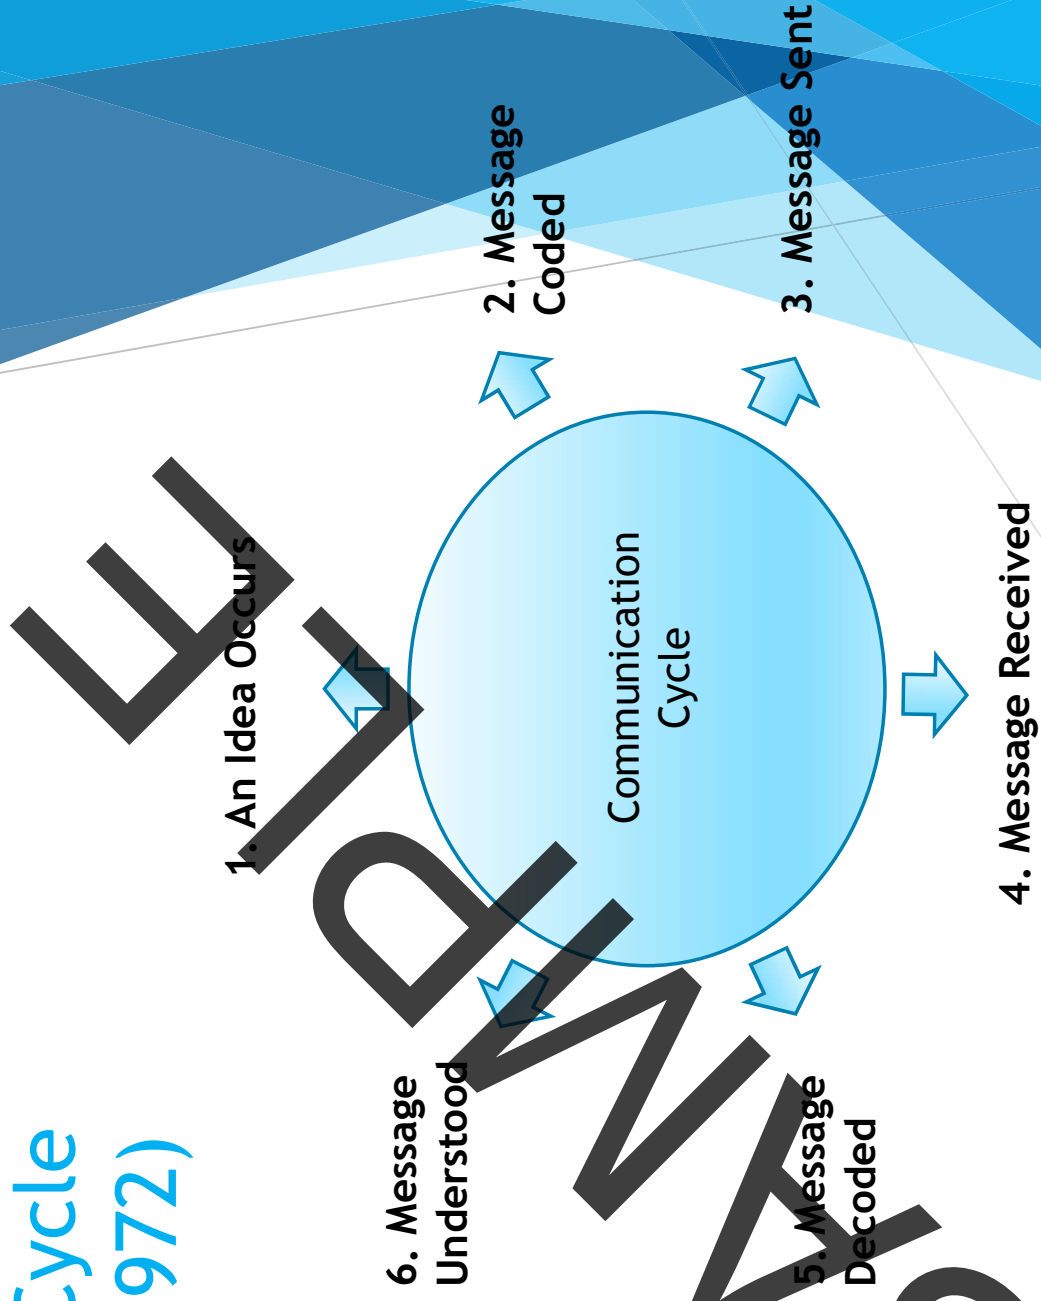 Cycle
972)
1. An Idea Occurs
2. Message
Coded
3. Message Sent
4. Message Received
5. Message
Decoded
6. Message
Understood
Communication
Cycle
AMPLE